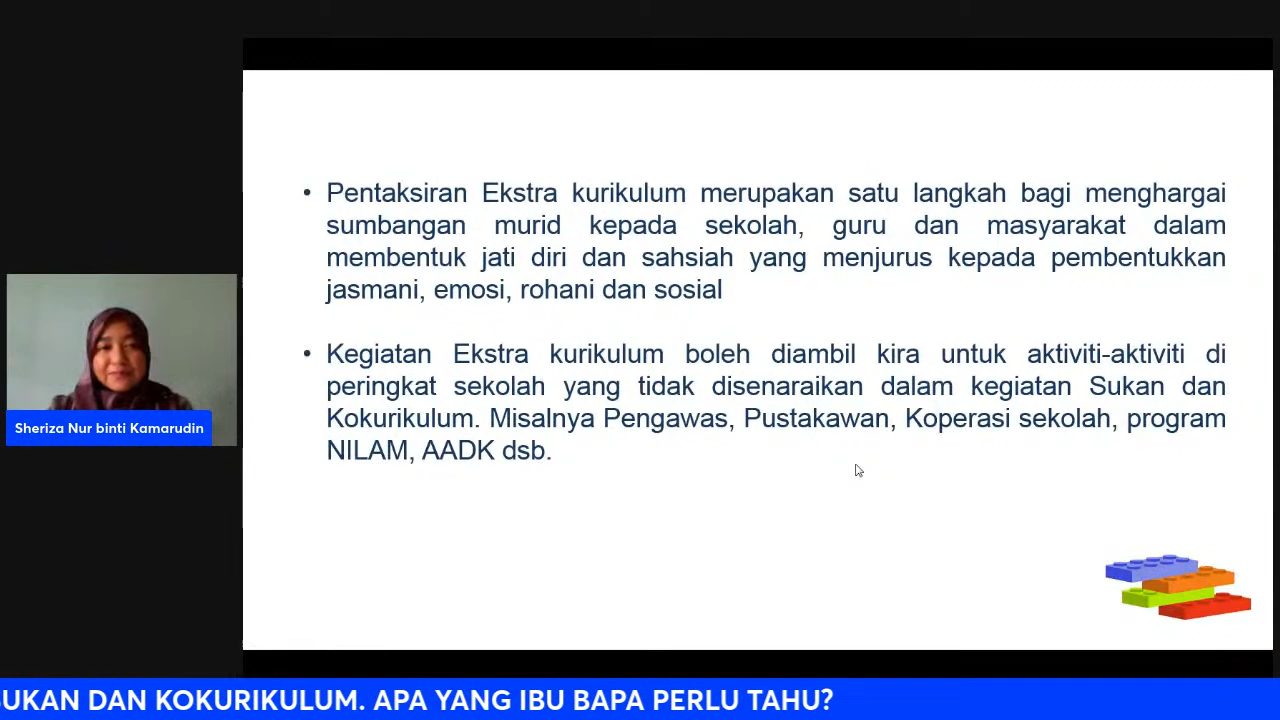 • Pentaksiran Ekstra kurikulum merupakan satu langkah bagi menghargai
sumbangan murid kepada sekolah, guru dan masyarakat dalam
membentuk jati diri dan sahsiah yang menjurus kepada pembentukkan
jasmani, emosi, rohani dan sosial
• Kegiatan Ekstra kurikulum boleh diambil kira untuk aktiviti-aktiviti di
peringkat sekolah yang tidak disenaraikan dalam kegiatan Sukan dan
Kokurikulum. Misalnya Pengawas, Pustakawan, Koperasi sekolah, program
NILAM, AADK dsb.
Sheriza Nur binti Kamarudin
UKAN DAN KOKURIKULUM. APA YANG IBU BAPA PERLU TAHU?